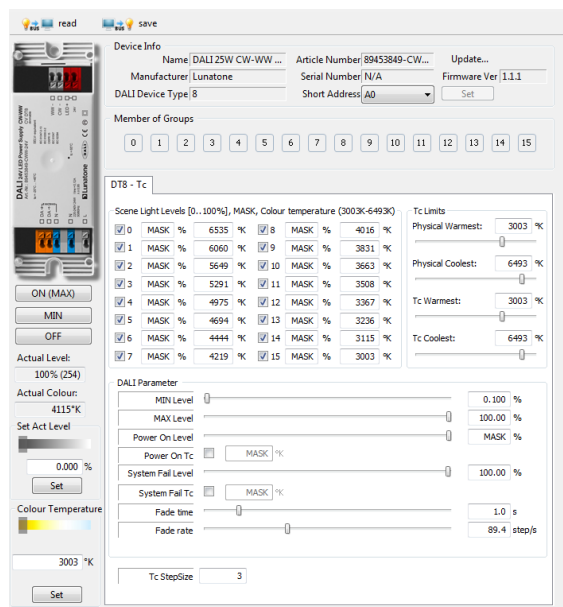 read save
Device Info
Name DALI 25W CW-WW ... Article Number 89453849-CW... Update...
Manufacturer Lunatone Serial Number N/A Firmware Ver 1.1.1
DALI Device Type 8 Short Address A0 Set
Member of Groups
0 1 2 3 4 5 6 7 8 9 10 11 12 13 14 15
DT8 - Tc
Scene Light Levels [0..100%], MASK, Colour temperature (3003K-6493K)
0 MASK % 6535 °K 8 MASK % 4016 °K
1 MASK % 6060 °K 9 MASK % 3831 °K
2 MASK % 5649 °K 10 MASK % 3663 °K
3 MASK % 5291 °K 11 MASK % 3508 °K
4 MASK % 4975 °K 12 MASK % 3367 °K
5 MASK % 4694 °K 13 MASK % 3236 °K
6 MASK % 4444 °K 14 MASK % 3115 °K
7 MASK % 4219 °K 15 MASK % 3003 °K
Tc Limits
Physical Warmest: 3003 °K
Physical Coolest: 6493 °K
Tc Warmest: 3003 °K
Tc Coolest: 6493 °K
DALI Parameter
MIN Level 0.100 %
MAX Level 100.00 %
Power On Level MASK %
Power On Tc MASK °K
System Fail Level 100.00 %
System Fail Tc MASK °K
Fade time 1.0 s
Fade rate 89.4 step/s
Tc StepSize 3
DALI 24V LED Power Supply CWWW
Lunatone
ON (MAX)
MIN
OFF
Actual Level:
100% (254)
Actual Colour:
4115°K
Set Act Level
0.000 %
Set
Colour Temperature
3003 °K
Set